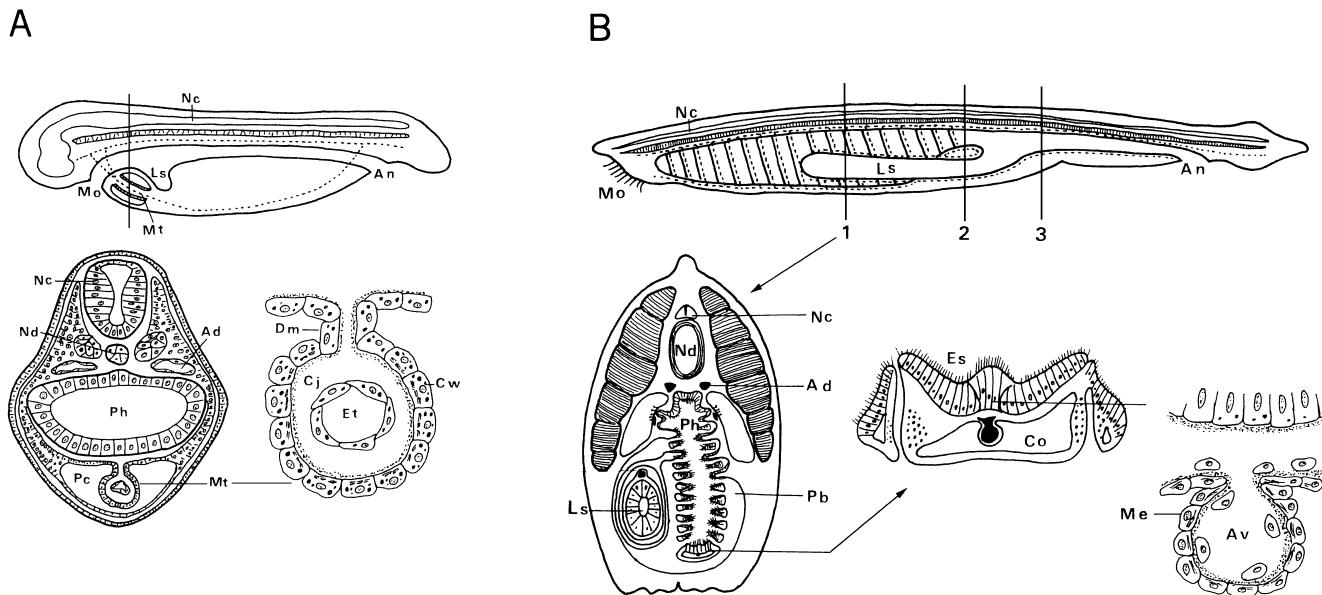 A
B
Nc
Ls
Mo
An
Mt
Nc
Mo
Ls
An
1
2
3
Nc
Nd
Ad
Ph
Pc
Mt
Dm
Cj
Cw
Et
Nc
Nd
Ad
Ph
Ls
Pb
Es
Co
Me
Av